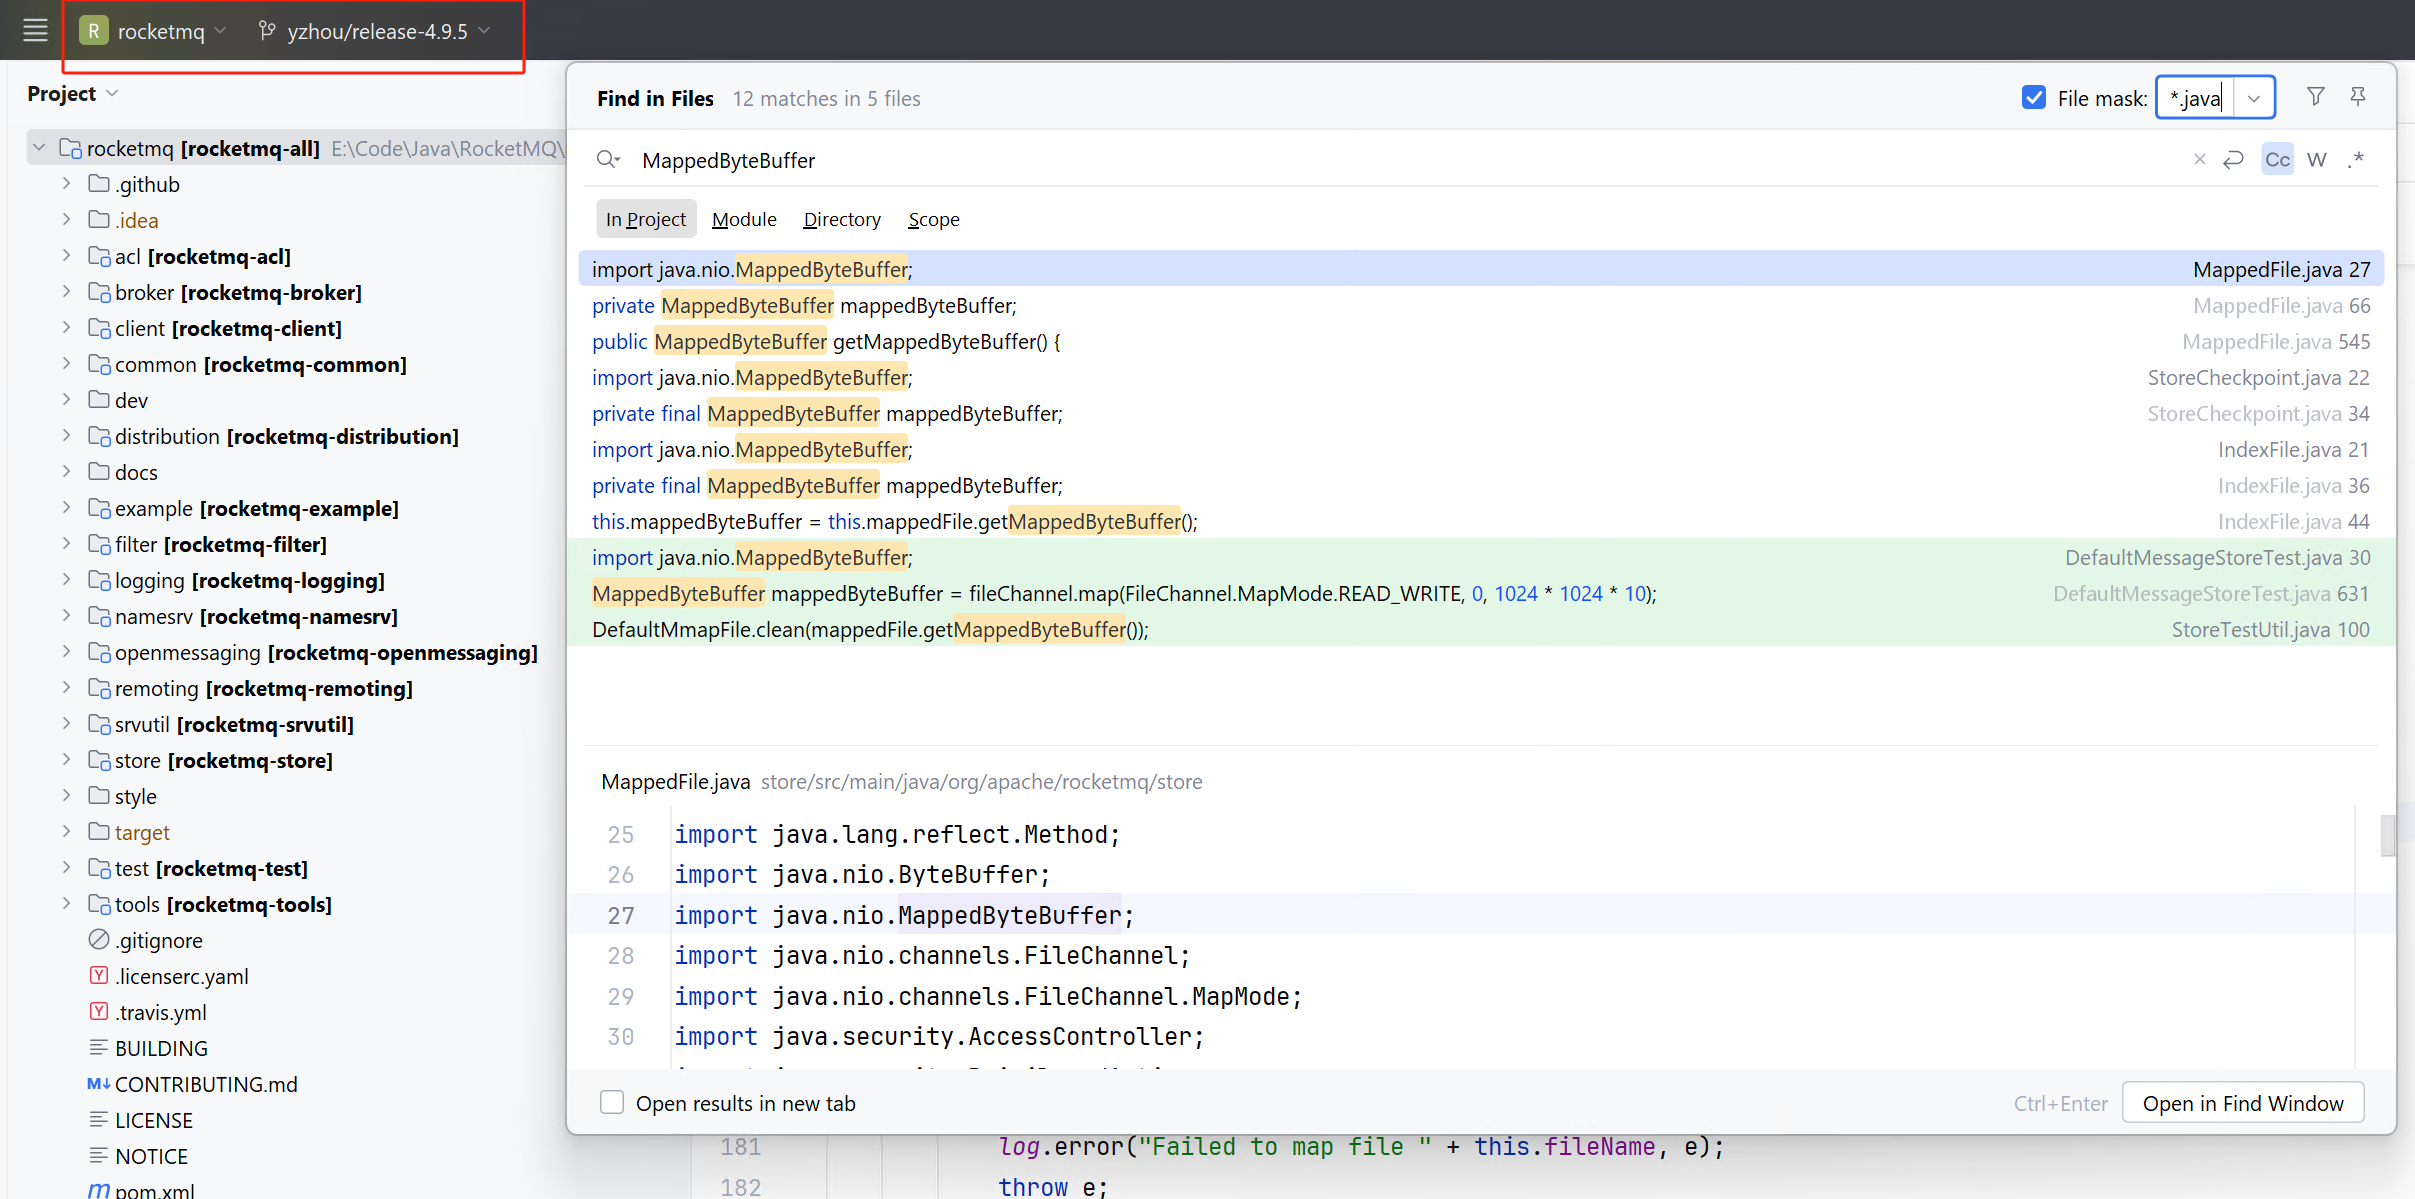 R rocketmq yzhou/release-4.9.5
Project
rocketmq [rocketmq-all] E:\Code\Java\RocketMQ\
.github
.idea
acl [rocketmq-acl]
broker [rocketmq-broker]
client [rocketmq-client]
common [rocketmq-common]
dev
distribution [rocketmq-distribution]
docs
example [rocketmq-example]
filter [rocketmq-filter]
logging [rocketmq-logging]
namesrv [rocketmq-namesrv]
openmessaging [rocketmq-openmessaging]
remoting [rocketmq-remoting]
srvutil [rocketmq-srvutil]
store [rocketmq-store]
style
target
test [rocketmq-test]
tools [rocketmq-tools]
.gitignore
Y .licenserc.yaml
Y .travis.yml
BUILDING
M↓ CONTRIBUTING.md
LICENSE
NOTICE
m pom.xml
Find in Files 12 matches in 5 files File mask: *.java
MappedByteBuffer × Cc W .*
In Project Module Directory Scope
import java.nio.MappedByteBuffer; MappedFile.java 27
private MappedByteBuffer mappedByteBuffer; MappedFile.java 66
public MappedByteBuffer getMappedByteBuffer() { MappedFile.java 545
import java.nio.MappedByteBuffer; StoreCheckpoint.java 22
private final MappedByteBuffer mappedByteBuffer; StoreCheckpoint.java 34
import java.nio.MappedByteBuffer; IndexFile.java 21
private final MappedByteBuffer mappedByteBuffer; IndexFile.java 36
this.mappedByteBuffer = this.mappedFile.getMappedByteBuffer(); IndexFile.java 44
import java.nio.MappedByteBuffer; DefaultMessageStoreTest.java 30
MappedByteBuffer mappedByteBuffer = fileChannel.map(FileChannel.MapMode.READ_WRITE, 0, 1024 * 1024 * 10); DefaultMessageStoreTest.java 631
DefaultMmapFile.clean(mappedFile.getMappedByteBuffer()); StoreTestUtil.java 100
MappedFile.java store/src/main/java/org/apache/rocketmq/store
25 import java.lang.reflect.Method;
26 import java.nio.ByteBuffer;
27 import java.nio.MappedByteBuffer;
28 import java.nio.channels.FileChannel;
29 import java.nio.channels.FileChannel.MapMode;
30 import java.security.AccessController;
Open results in new tab Ctrl+Enter Open in Find Window
181 log.error("Failed to map file " + this.fileName, e);
182 throw e;